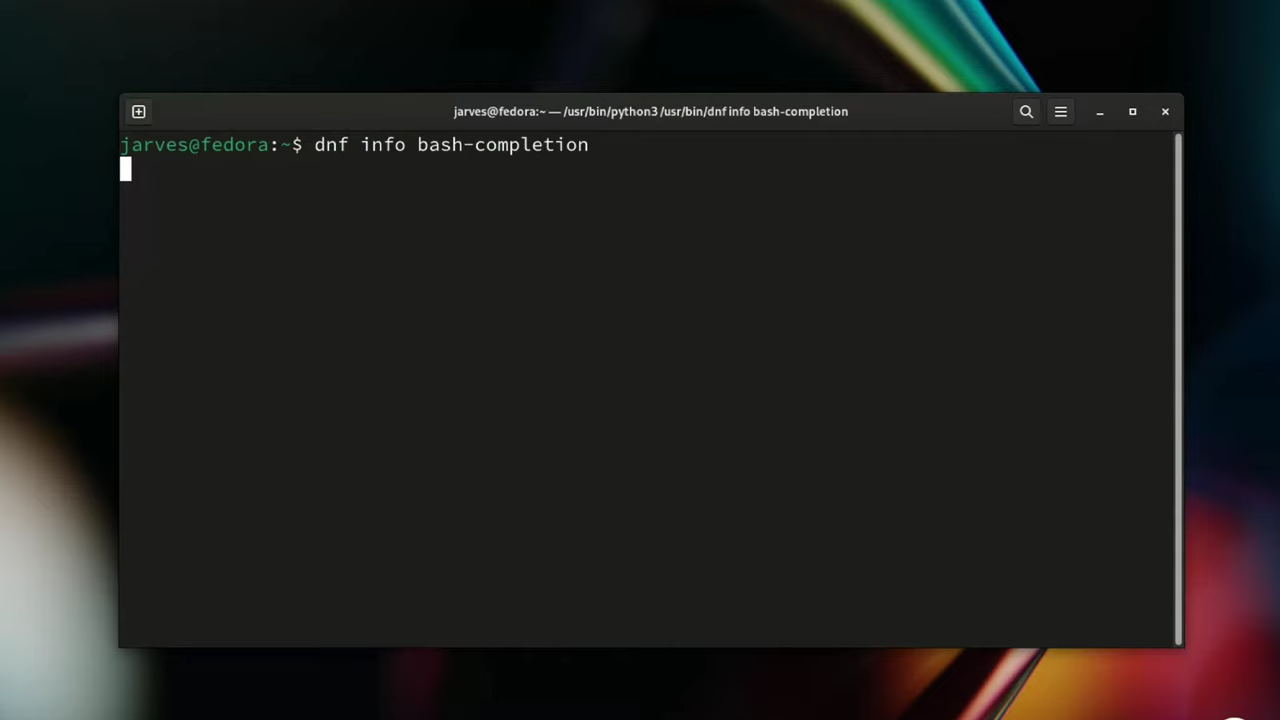 jarves@fedora:~ — /usr/bin/python3 /usr/bin/dnf info bash-completion
jarves@fedora:~$ dnf info bash-completion